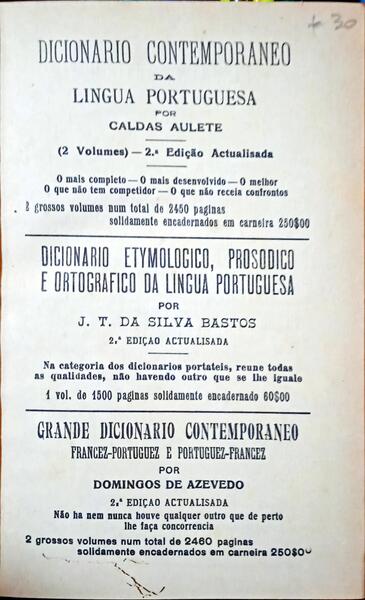 + 30
DICIONARIO CONTEMPORANEO
DA
LINGUA PORTUGUESA
POR
CALDAS AULETE
(2 Volumes) — 2.ª Edição Actualisada
O mais completo — O mais desenvolvido — O melhor
O que não tem competidor — O que não receia confrontos
2 grossos volumes num total de 2450 paginas
solidamente encadernados em carneira 250$00
DICIONARIO ETYMOLOGICO, PROSODICO
E ORTOGRAFICO DA LINGUA PORTUGUESA
POR
J. T. DA SILVA BASTOS
2.ª EDIÇAO ACTUALISADA
Na categoria dos dicionarios portateis, reune todas
as qualidades, não havendo outro que se lhe iguale
1 vol. de 1500 paginas solidamente encadernado 60$00
GRANDE DICIONARIO CONTEMPORANEO
FRANCEZ-PORTUGUEZ E PORTUGUEZ-FRANCEZ
POR
DOMINGOS DE AZEVEDO
2.ª EDIÇAO ACTUALISADA
Não ha nem nunca houve qualquer outro que de perto
lhe faça concorrencia
2 grossos volumes num total de 2460 paginas
solidamente encadernados em carneira 250$00